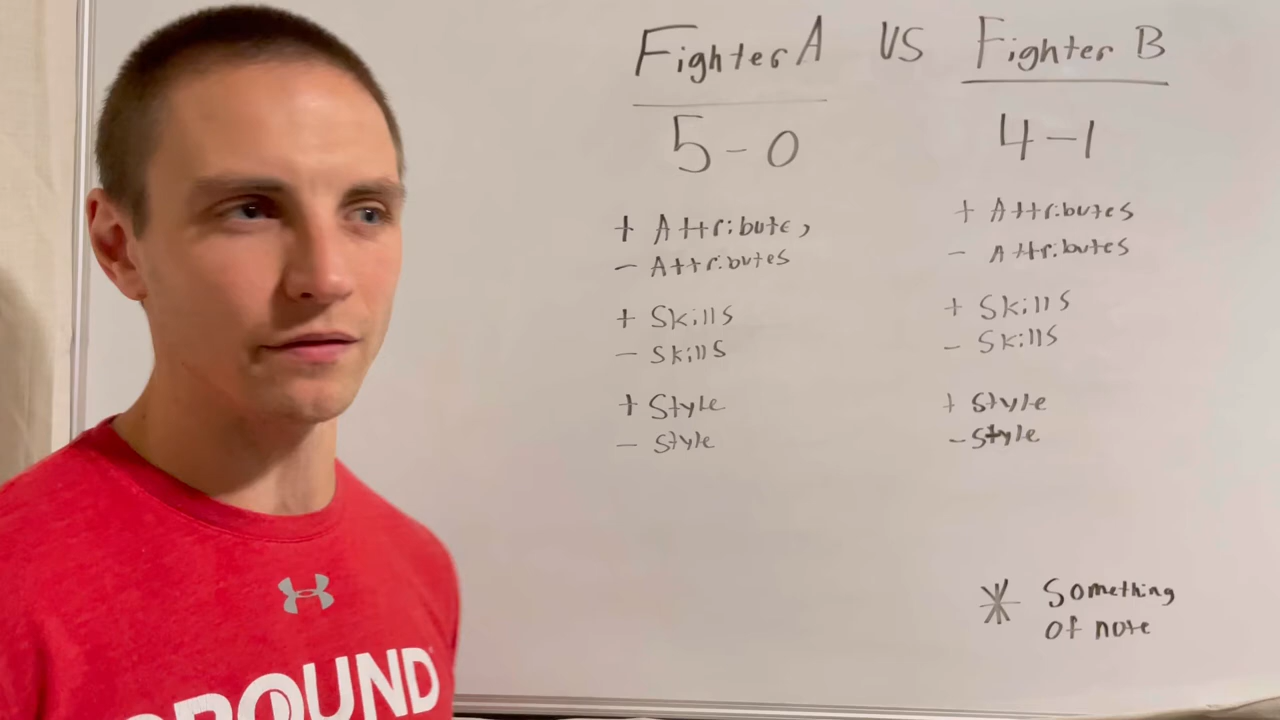 Fighter A VS Fighter B
5-0 4-1
+ Attribute,
- Attributes
+ Skills
- Skills
+ Style
- Style
+ Attributes
- Attributes
+ Skills
- Skills
+ Style
- Style
* Something
of note